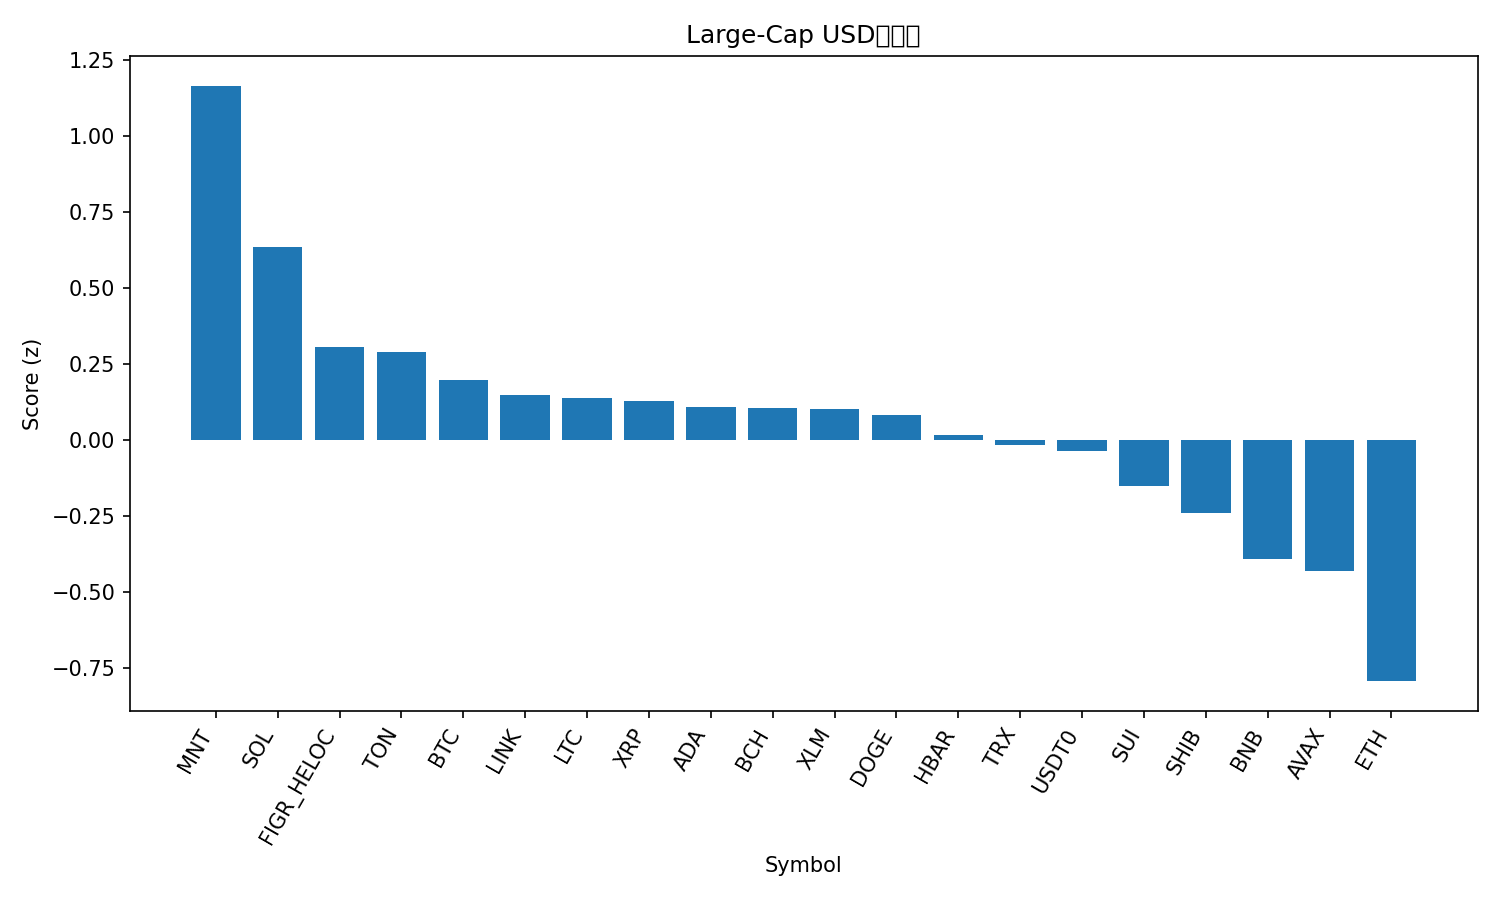 Large-Cap USD
1.25
1.00
0.75
0.50
0.25
0.00
−0.25
−0.50
−0.75
Score (z)
MNT
SOL
FIGR_HELOC
TON
BTC
LINK
LTC
XRP
ADA
BCH
XLM
DOGE
HBAR
TRX
USDT0
SUI
SHIB
BNB
AVAX
ETH
Symbol